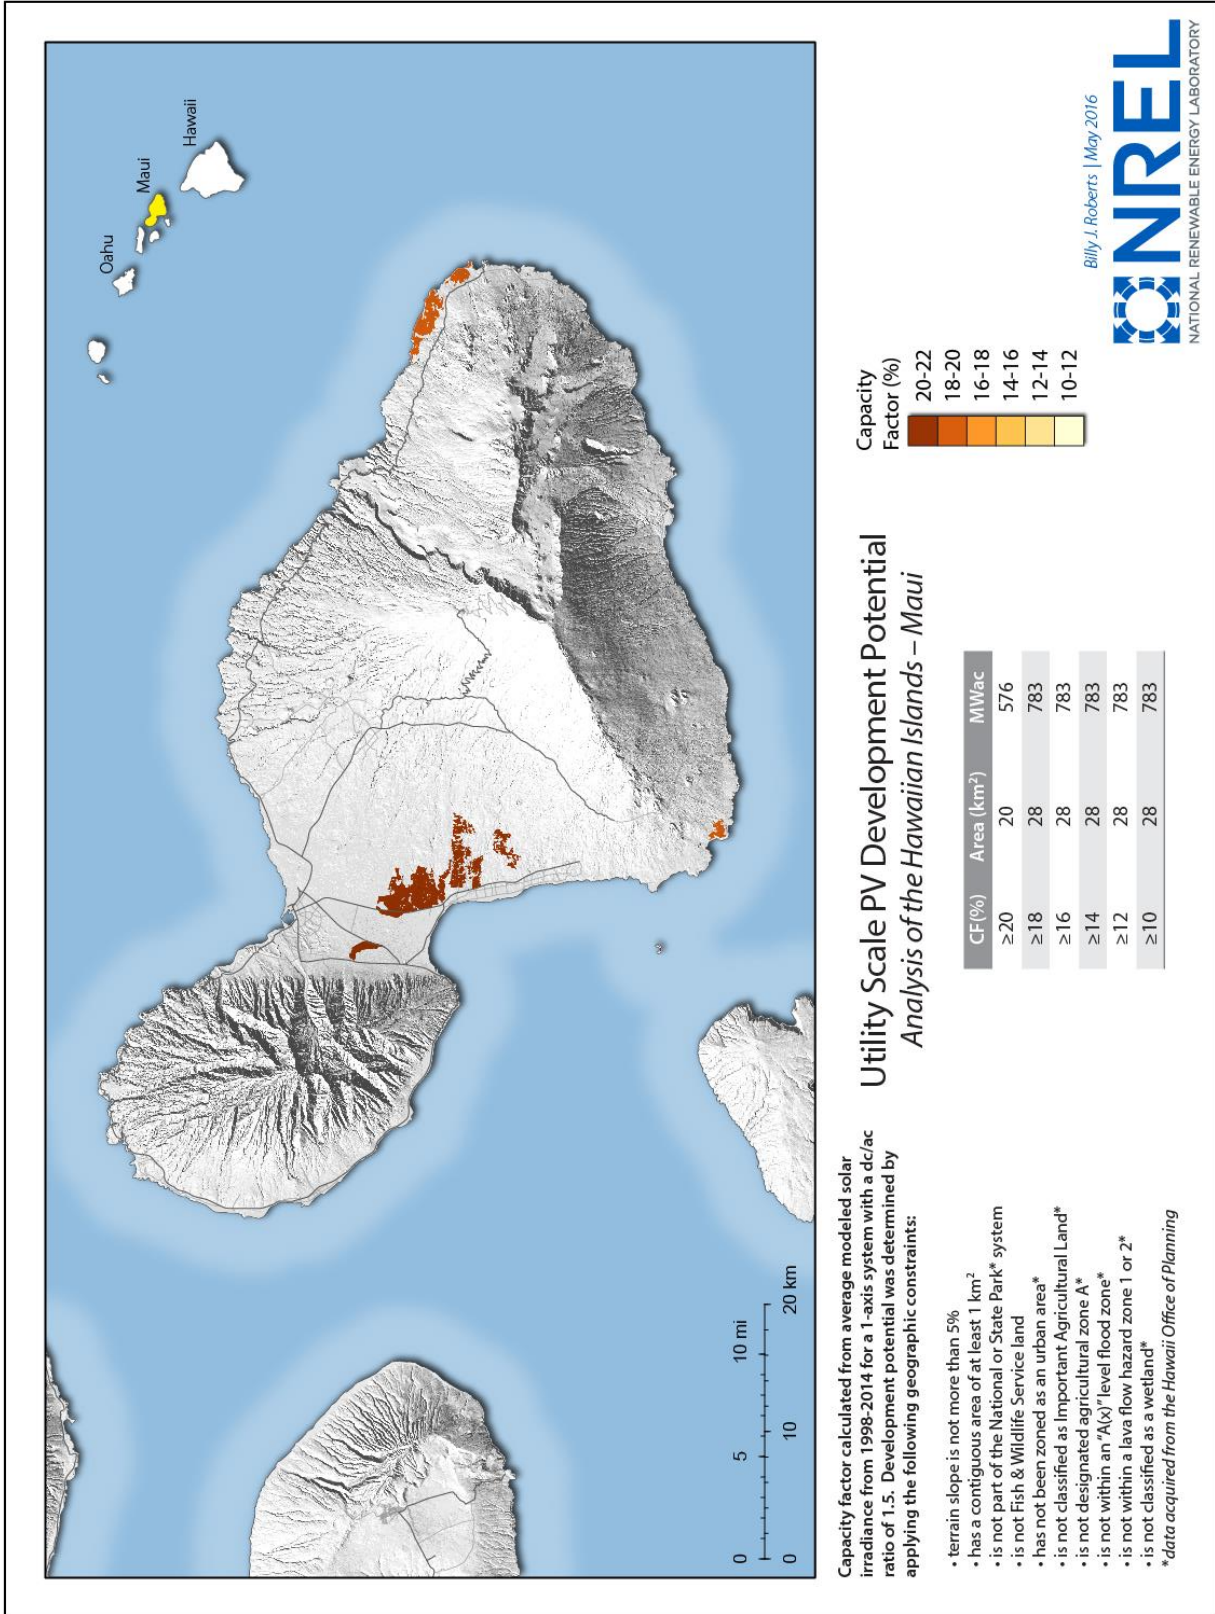 Oahu
Maui
Hawaii
0 5 10 mi
0 10 20 km
Capacity factor calculated from average modeled solar
irradiance from 1998-2014 for a 1-axis system with a dc/ac
ratio of 1.5. Development potential was determined by
applying the following geographic constraints:
• terrain slope is not more than 5%
• has a contiguous area of at least 1 km²
• is not part of the National or State Park* system
• is not Fish & Wildlife Service land
• has not been zoned as an urban area*
• is not classified as Important Agricultural Land*
• is not designated agricultural zone A*
• is not within an "A(x)" level flood zone*
• is not within a lava flow hazard zone 1 or 2*
• is not classified as a wetland*
*data acquired from the Hawaii Office of Planning
Utility Scale PV Development Potential
Analysis of the Hawaiian Islands – Maui
CF(%) Area (km²) MWac
≥20 20 576
≥18 28 783
≥16 28 783
≥14 28 783
≥12 28 783
≥10 28 783
Capacity
Factor (%)
20-22
18-20
16-18
14-16
12-14
10-12
Billy J. Roberts | May 2016
NREL
NATIONAL RENEWABLE ENERGY LABORATORY